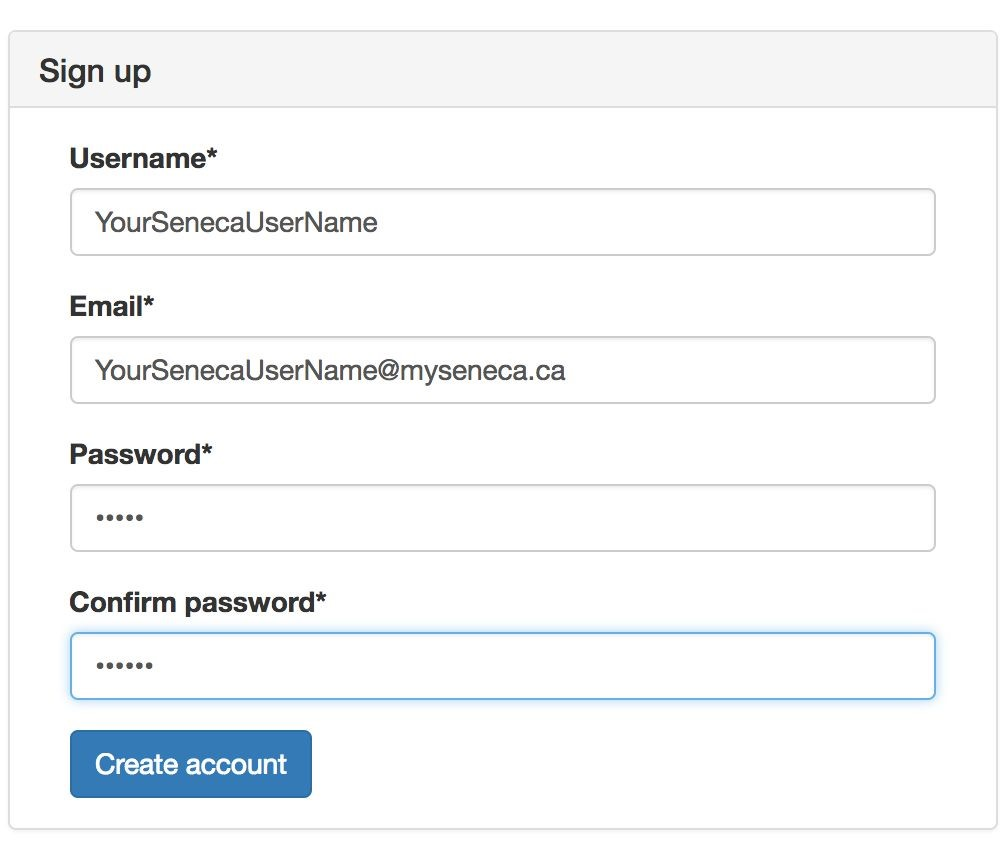 Sign up
Username*
YourSenecaUserName
Email*
YourSenecaUserName@myseneca.ca
Password*
•••••
Confirm password*
••••••
Create account